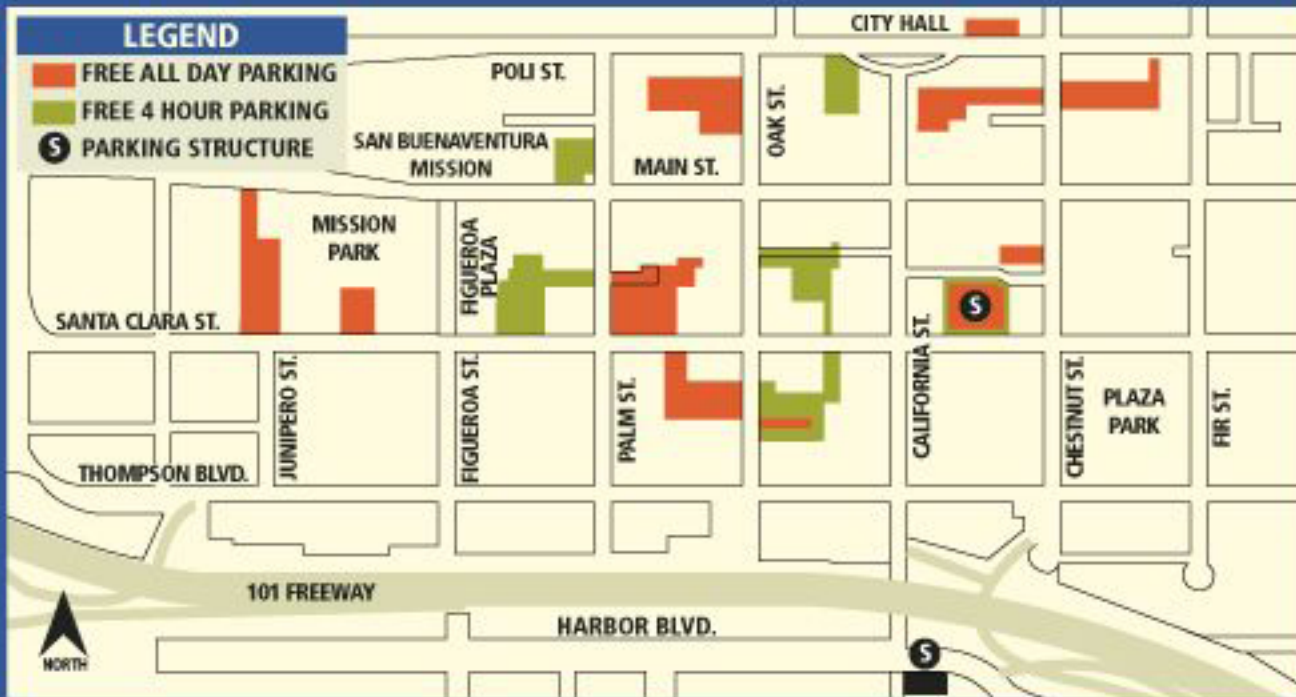 LEGEND
FREE ALL DAY PARKING
FREE 4 HOUR PARKING
S PARKING STRUCTURE
CITY HALL
POLI ST.
OAK ST.
SAN BUENAVENTURA
MISSION
MAIN ST.
MISSION
PARK
FIGUEROA
PLAZA
SANTA CLARA ST.
S
JUNIPERO ST.
FIGUEROA ST.
PALM ST.
CALIFORNIA ST.
CHESTNUT ST.
PLAZA
PARK
FIR ST.
THOMPSON BLVD.
101 FREEWAY
HARBOR BLVD.
S
NORTH